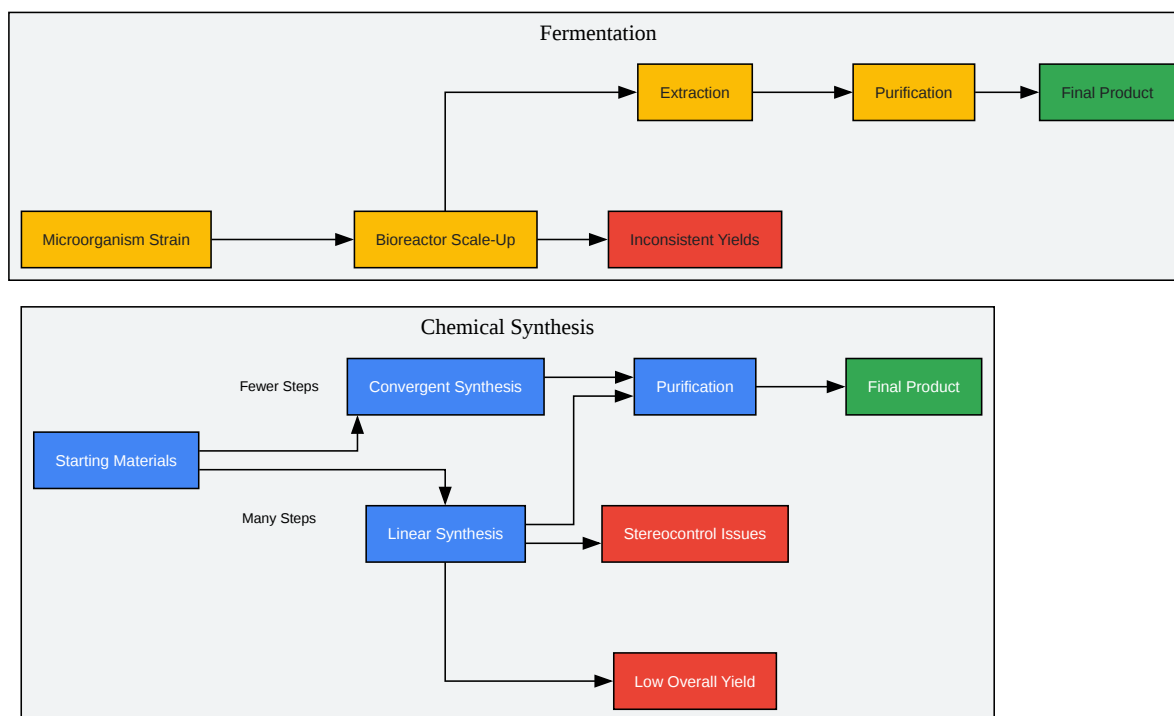 Fermentation
Extraction
Purification
Final Product
Microorganism Strain
Bioreactor Scale-Up
Inconsistent Yields
Chemical Synthesis
Fewer Steps
Convergent Synthesis
Purification
Final Product
Starting Materials
Many Steps
Linear Synthesis
Stereocontrol Issues
Low Overall Yield